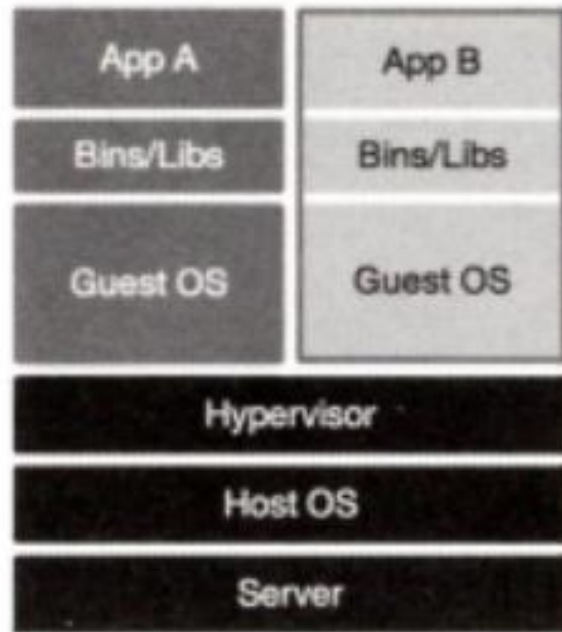 App A
App B
Bins/Libs
Bins/Libs
Guest OS
Guest OS
Hypervisor
Host OS
Server